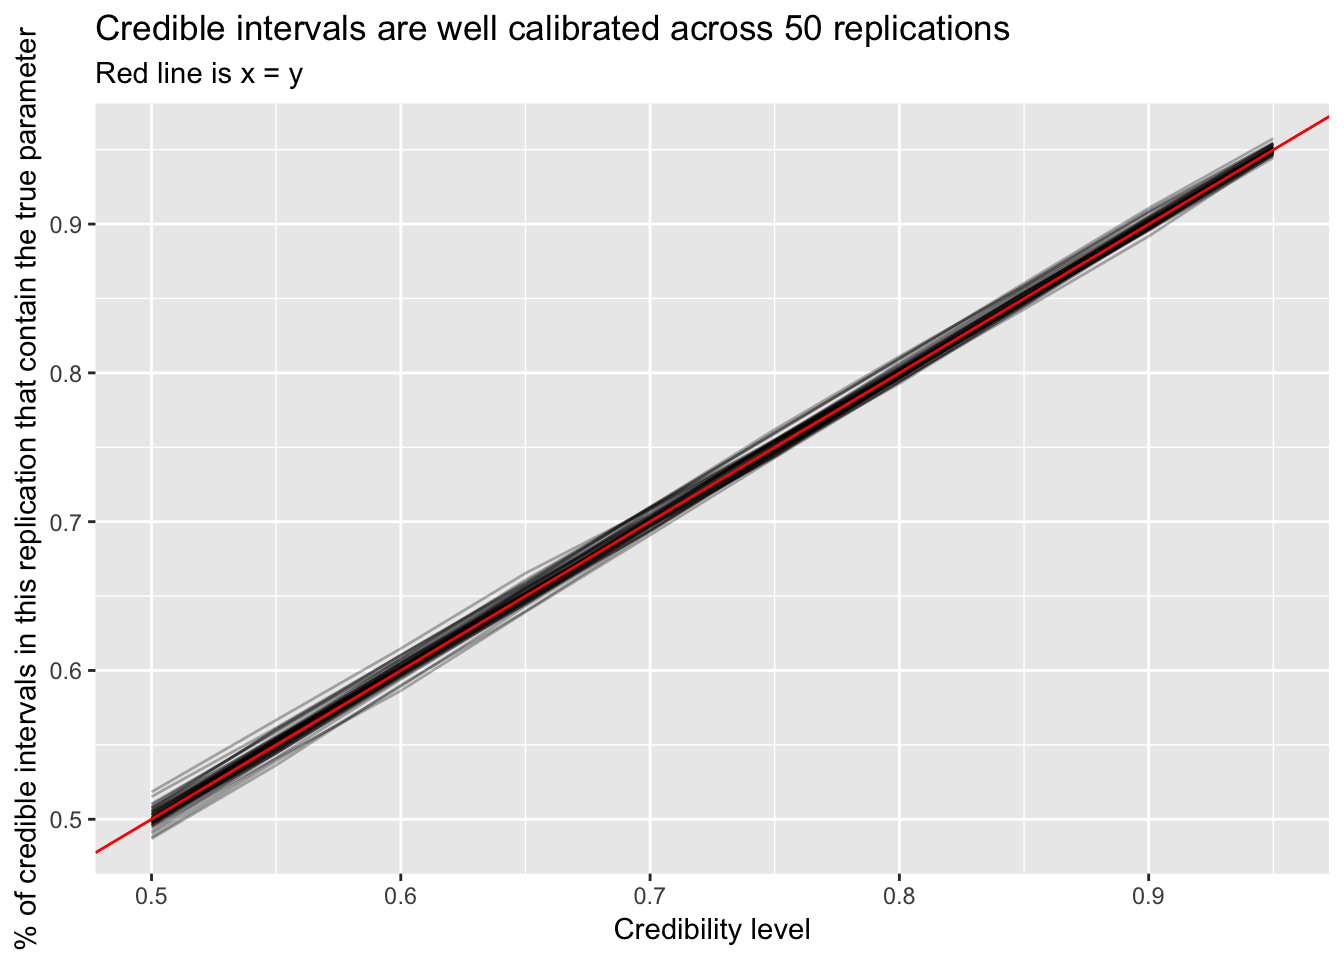 Credible intervals are well calibrated across 50 replications
Red line is x = y
% of credible intervals in this replication that contain the true parameter
0.9
0.8
0.7
0.6
0.5
0.5
0.6
0.7
0.8
0.9
Credibility level